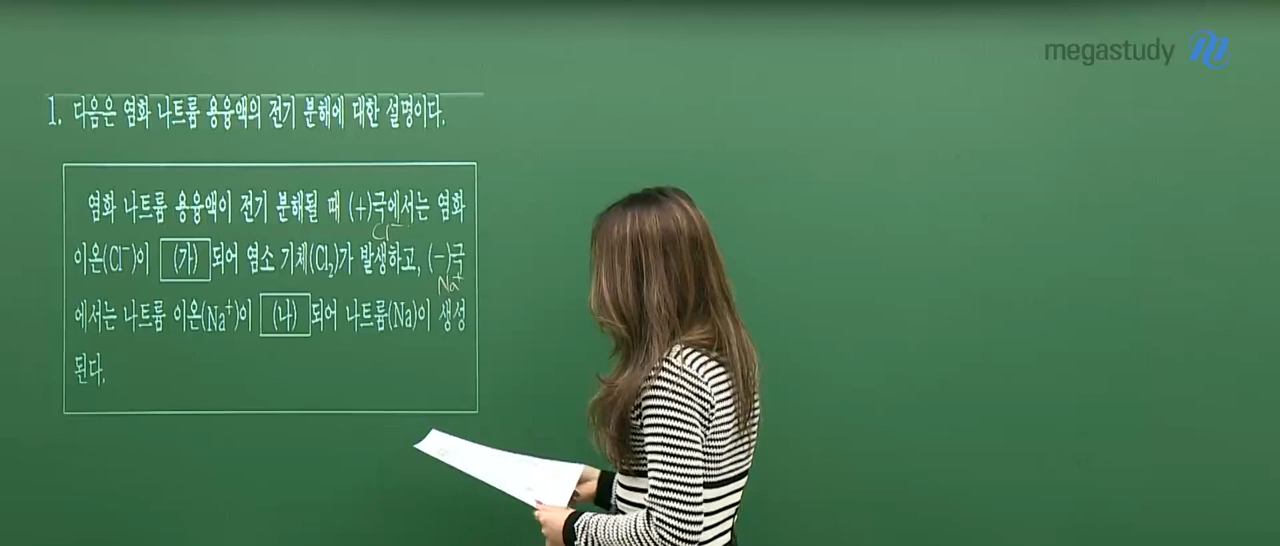 megastudy
1. 다음은 염화 나트륨 용융액의 전기 분해에 대한 설명이다.
염화 나트륨 용융액이 전기 분해될 때 (+)극에서는 염화
Cl⁻
이온(Cl⁻)이 (가) 되어 염소 기체(Cl₂)가 발생하고, (−)극
Na⁺
에서는 나트륨 이온(Na⁺)이 (나) 되어 나트륨(Na)이 생성
된다.